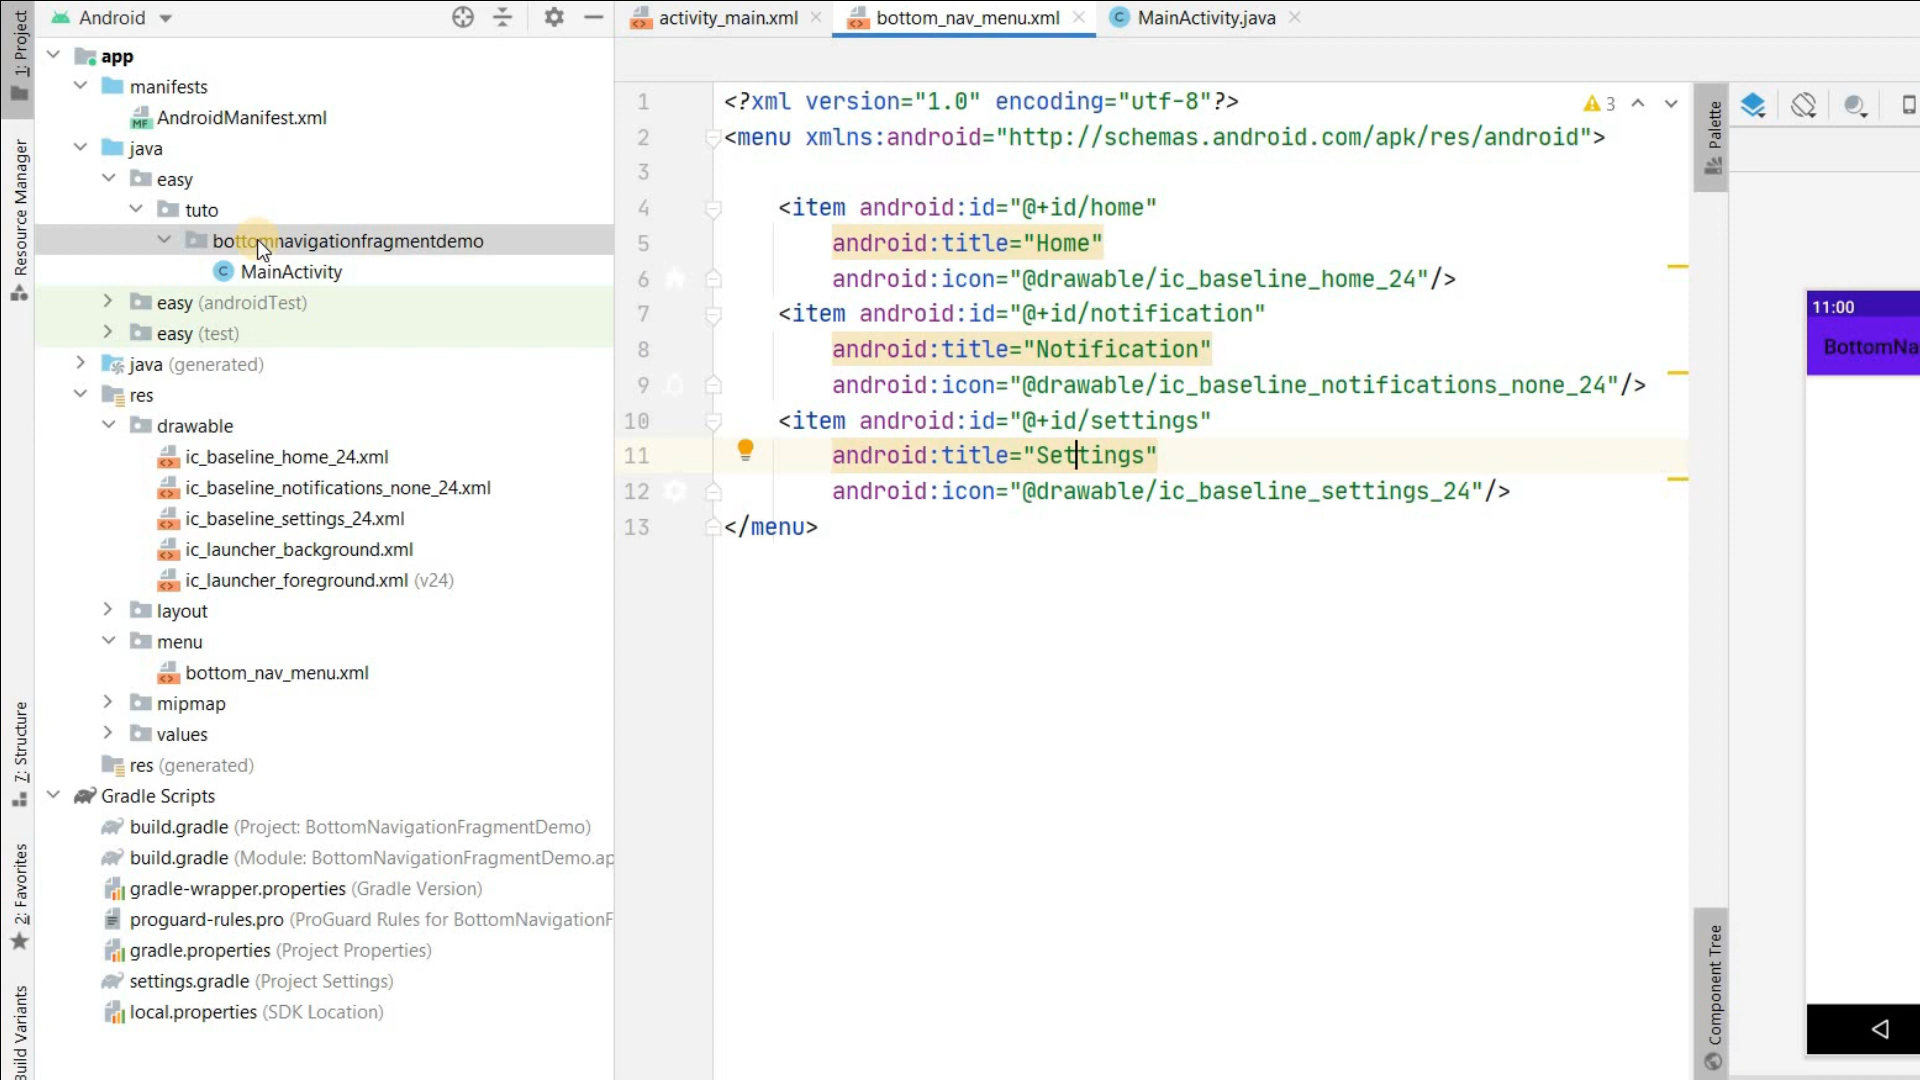 Android
activity_main.xml
bottom_nav_menu.xml
MainActivity.java
1: Project
Resource Manager
7: Structure
2: Favorites
Build Variants
app
manifests
AndroidManifest.xml
java
easy
tuto
bottomnavigationfragmentdemo
MainActivity
easy (androidTest)
easy (test)
java (generated)
res
drawable
ic_baseline_home_24.xml
ic_baseline_notifications_none_24.xml
ic_baseline_settings_24.xml
ic_launcher_background.xml
ic_launcher_foreground.xml (v24)
layout
menu
bottom_nav_menu.xml
mipmap
values
res (generated)
Gradle Scripts
build.gradle (Project: BottomNavigationFragmentDemo)
build.gradle (Module: BottomNavigationFragmentDemo.ap
gradle-wrapper.properties (Gradle Version)
proguard-rules.pro (ProGuard Rules for BottomNavigationF
gradle.properties (Project Properties)
settings.gradle (Project Settings)
local.properties (SDK Location)
1 <?xml version="1.0" encoding="utf-8"?>
2 <menu xmlns:android="http://schemas.android.com/apk/res/android">
3
4 <item android:id="@+id/home"
5 android:title="Home"
6 android:icon="@drawable/ic_baseline_home_24"/>
7 <item android:id="@+id/notification"
8 android:title="Notification"
9 android:icon="@drawable/ic_baseline_notifications_none_24"/>
10 <item android:id="@+id/settings"
11 android:title="Settings"
12 android:icon="@drawable/ic_baseline_settings_24"/>
13 </menu>
3
Palette
Component Tree
11:00
BottomNa